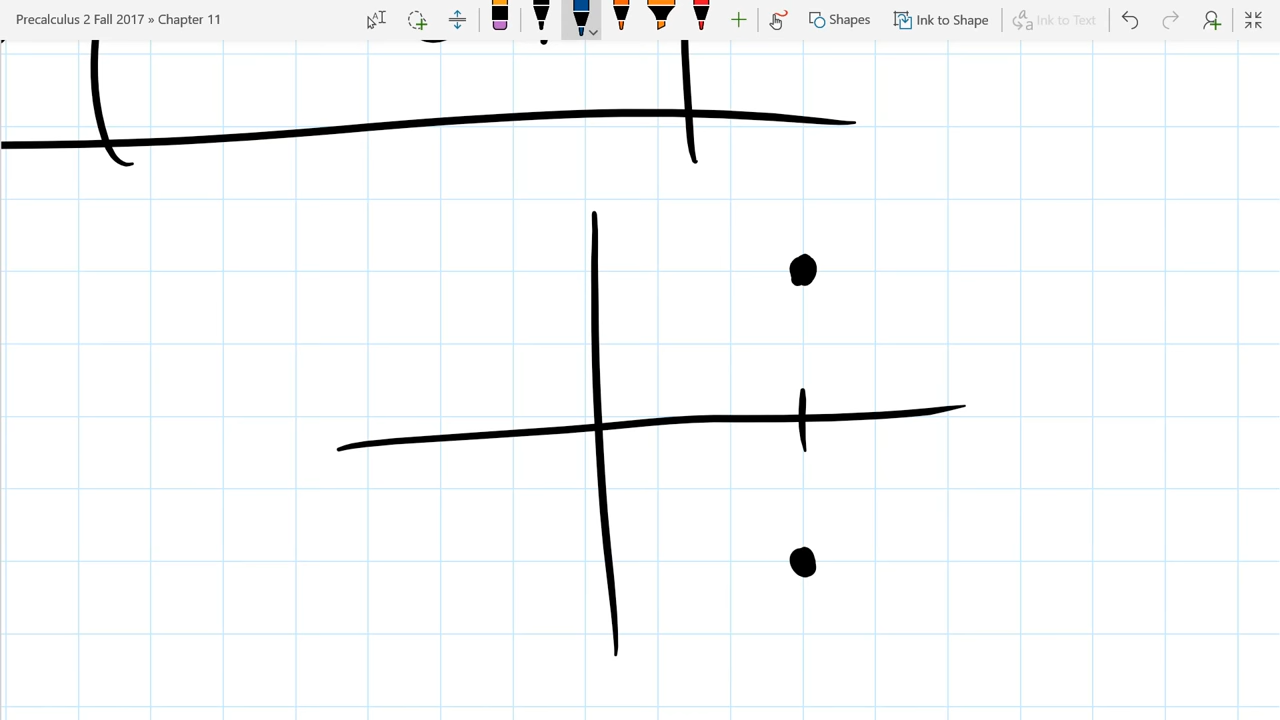 Precalculus 2 Fall 2017 » Chapter 11
Shapes
Ink to Shape
Ink to Text